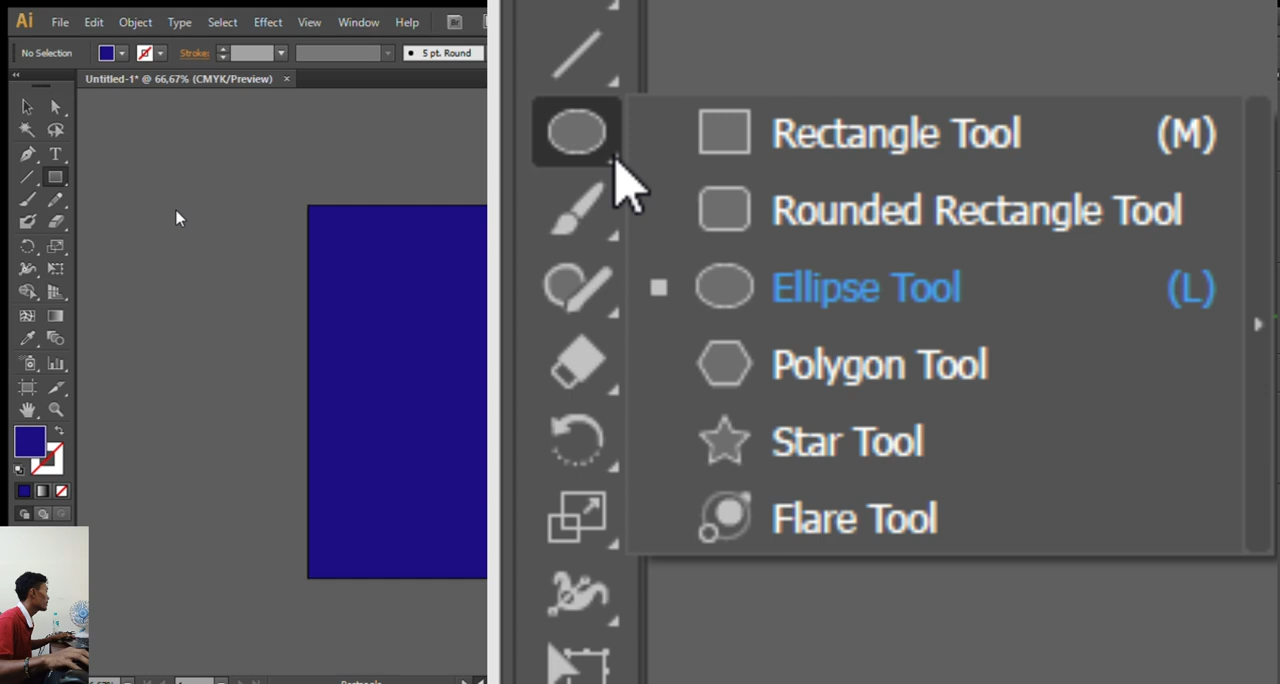 Ai File Edit Object Type Select Effect View Window Help Br
No Selection Stroke: 5 pt. Round
Untitled-1* @ 66,67% (CMYK/Preview) ×
Rectangle Tool (M)
Rounded Rectangle Tool
Ellipse Tool (L)
Polygon Tool
Star Tool
Flare Tool